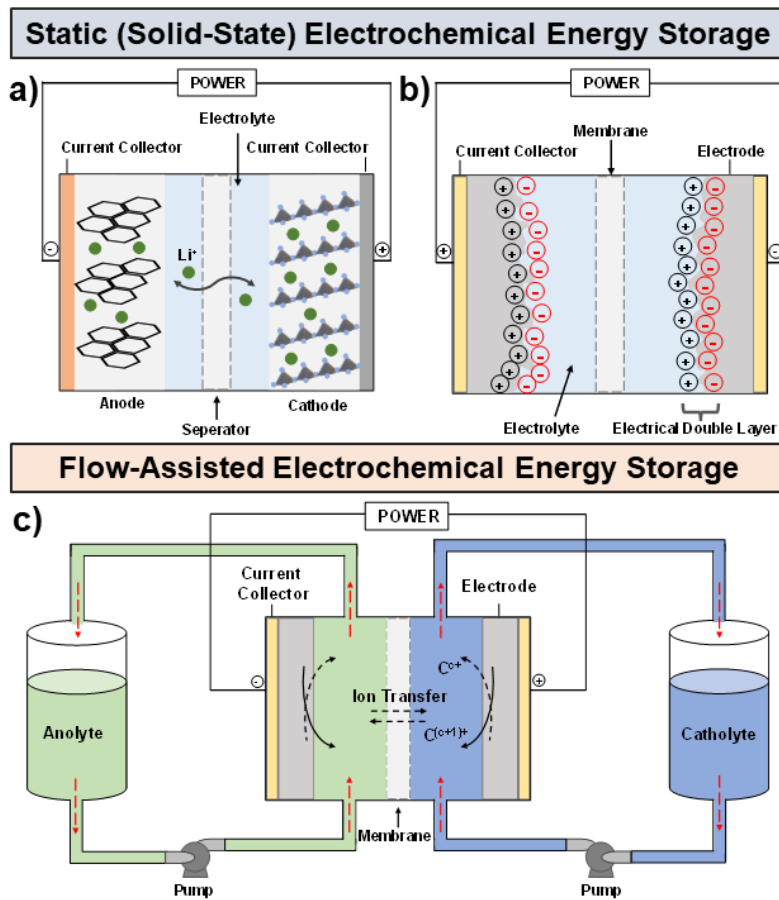 Static (Solid-State) Electrochemical Energy Storage
a)
POWER
Electrolyte
Current Collector
Current Collector
Li⁺
-
+
Anode
Cathode
Seperator
b)
POWER
Membrane
Current Collector
Electrode
+
-
Electrolyte
Electrical Double Layer
Flow-Assisted Electrochemical Energy Storage
c)
POWER
Current
Collector
Electrode
-
+
Cᶜ⁺
Ion Transfer
C⁽ᶜ⁺¹⁾⁺
Anolyte
Catholyte
Membrane
Pump
Pump